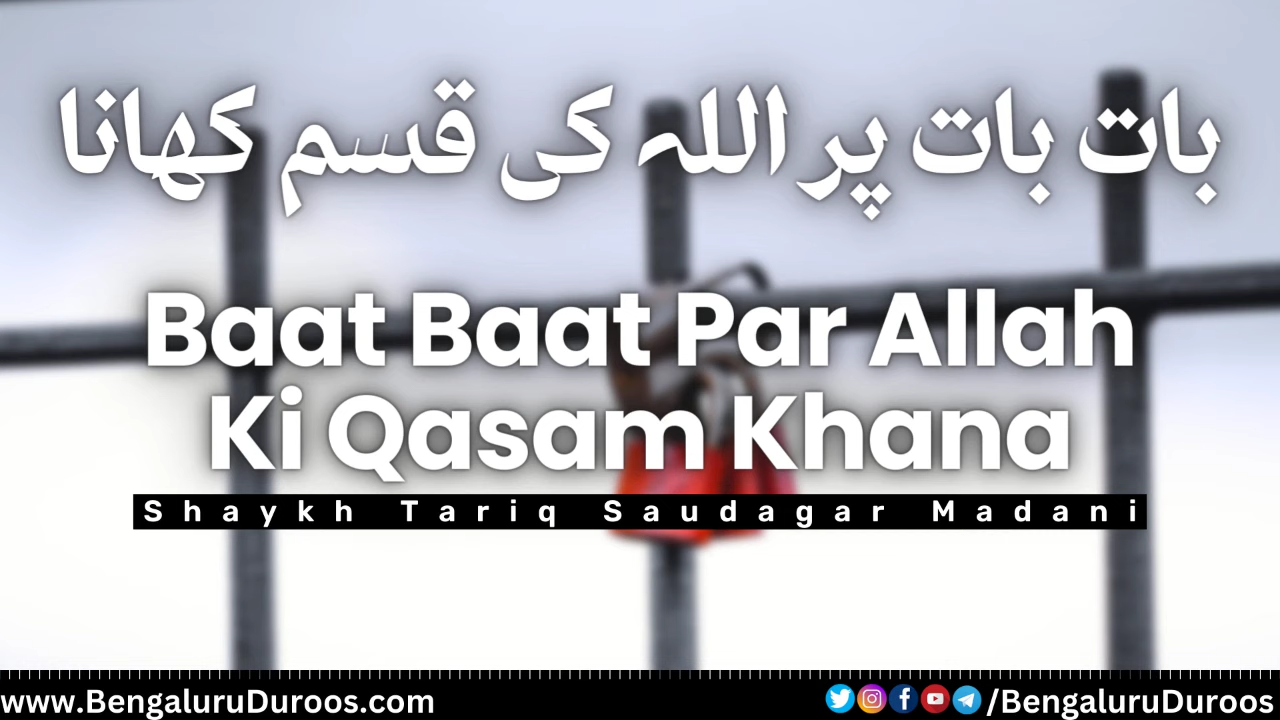 بات بات پر اللہ کی قسم کھانا
Baat Baat Par Allah
Ki Qasam Khana
Shaykh Tariq Saudagar Madani
www.BengaluruDuroos.com
/BengaluruDuroos